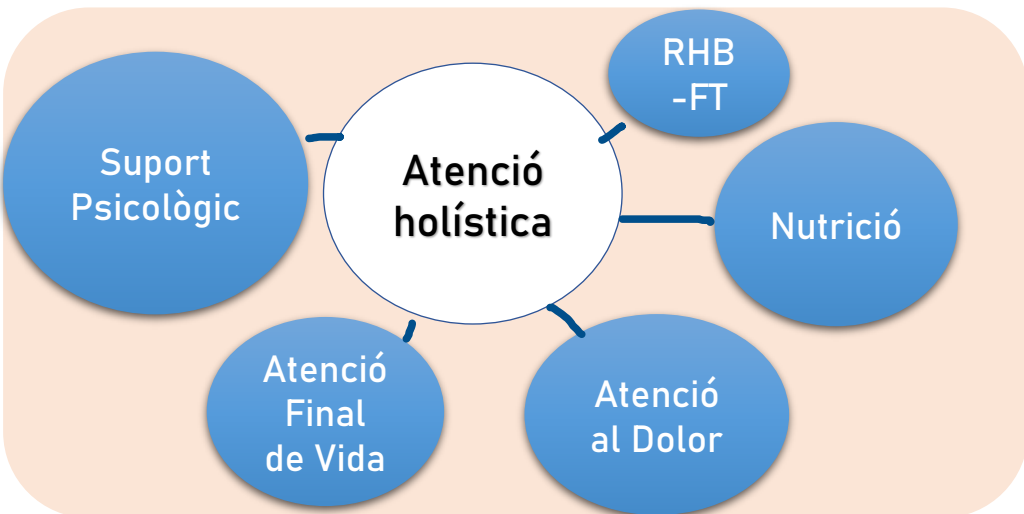 Suport
Psicològic
Atenció
holística
RHB
-FT
Nutrició
Atenció
Final
de Vida
Atenció
al Dolor